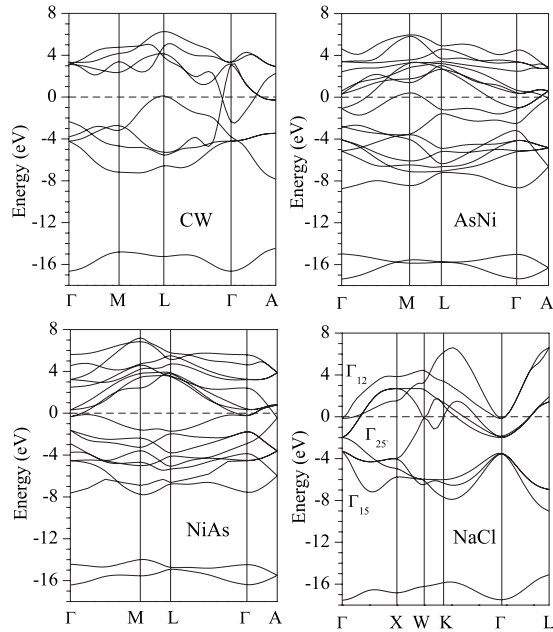 8
4
0
-4
-8
-12
-16
Energy (eV)
CW
Γ M L Γ A
8
4
0
-4
-8
-12
-16
Energy (eV)
AsNi
Γ M L Γ A
8
4
0
-4
-8
-12
-16
Energy (eV)
NiAs
Γ M L Γ A
8
4
0
-4
-8
-12
-16
Energy (eV)
Γ12
Γ25'
Γ15
NaCl
Γ X W K Γ L